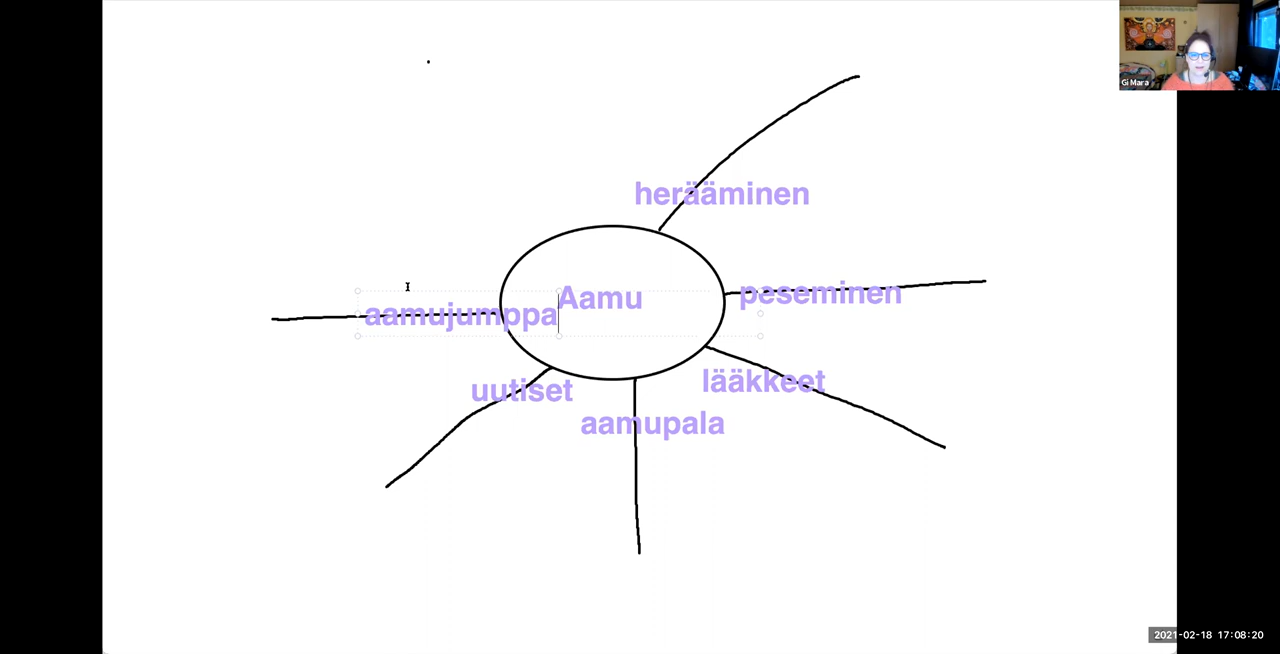 Gi Mara
herääminen
Aamu
peseminen
aamujumppa
lääkkeet
uutiset
aamupala
2021-02-18 17:08:20